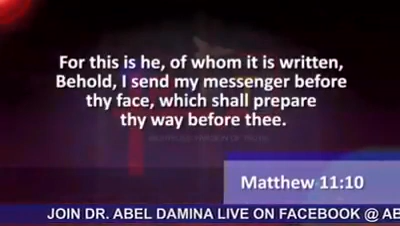 For this is he, of whom it is written,
Behold, I send my messenger before
thy face, which shall prepare
thy way before thee.
Matthew 11:10
JOIN DR. ABEL DAMINA LIVE ON FACEBOOK @ AB